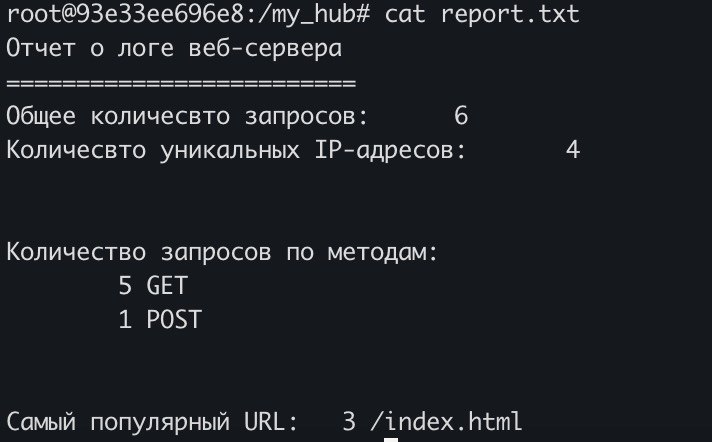 root@93e33ee696e8:/my_hub# cat report.txt
Отчет о логе веб-сервера
=========================
Общее количесвто запросов:      6
Количесвто уникальных IP-адресов:       4
Количество запросов по методам:
        5 GET
        1 POST
Самый популярный URL:   3 /index.html